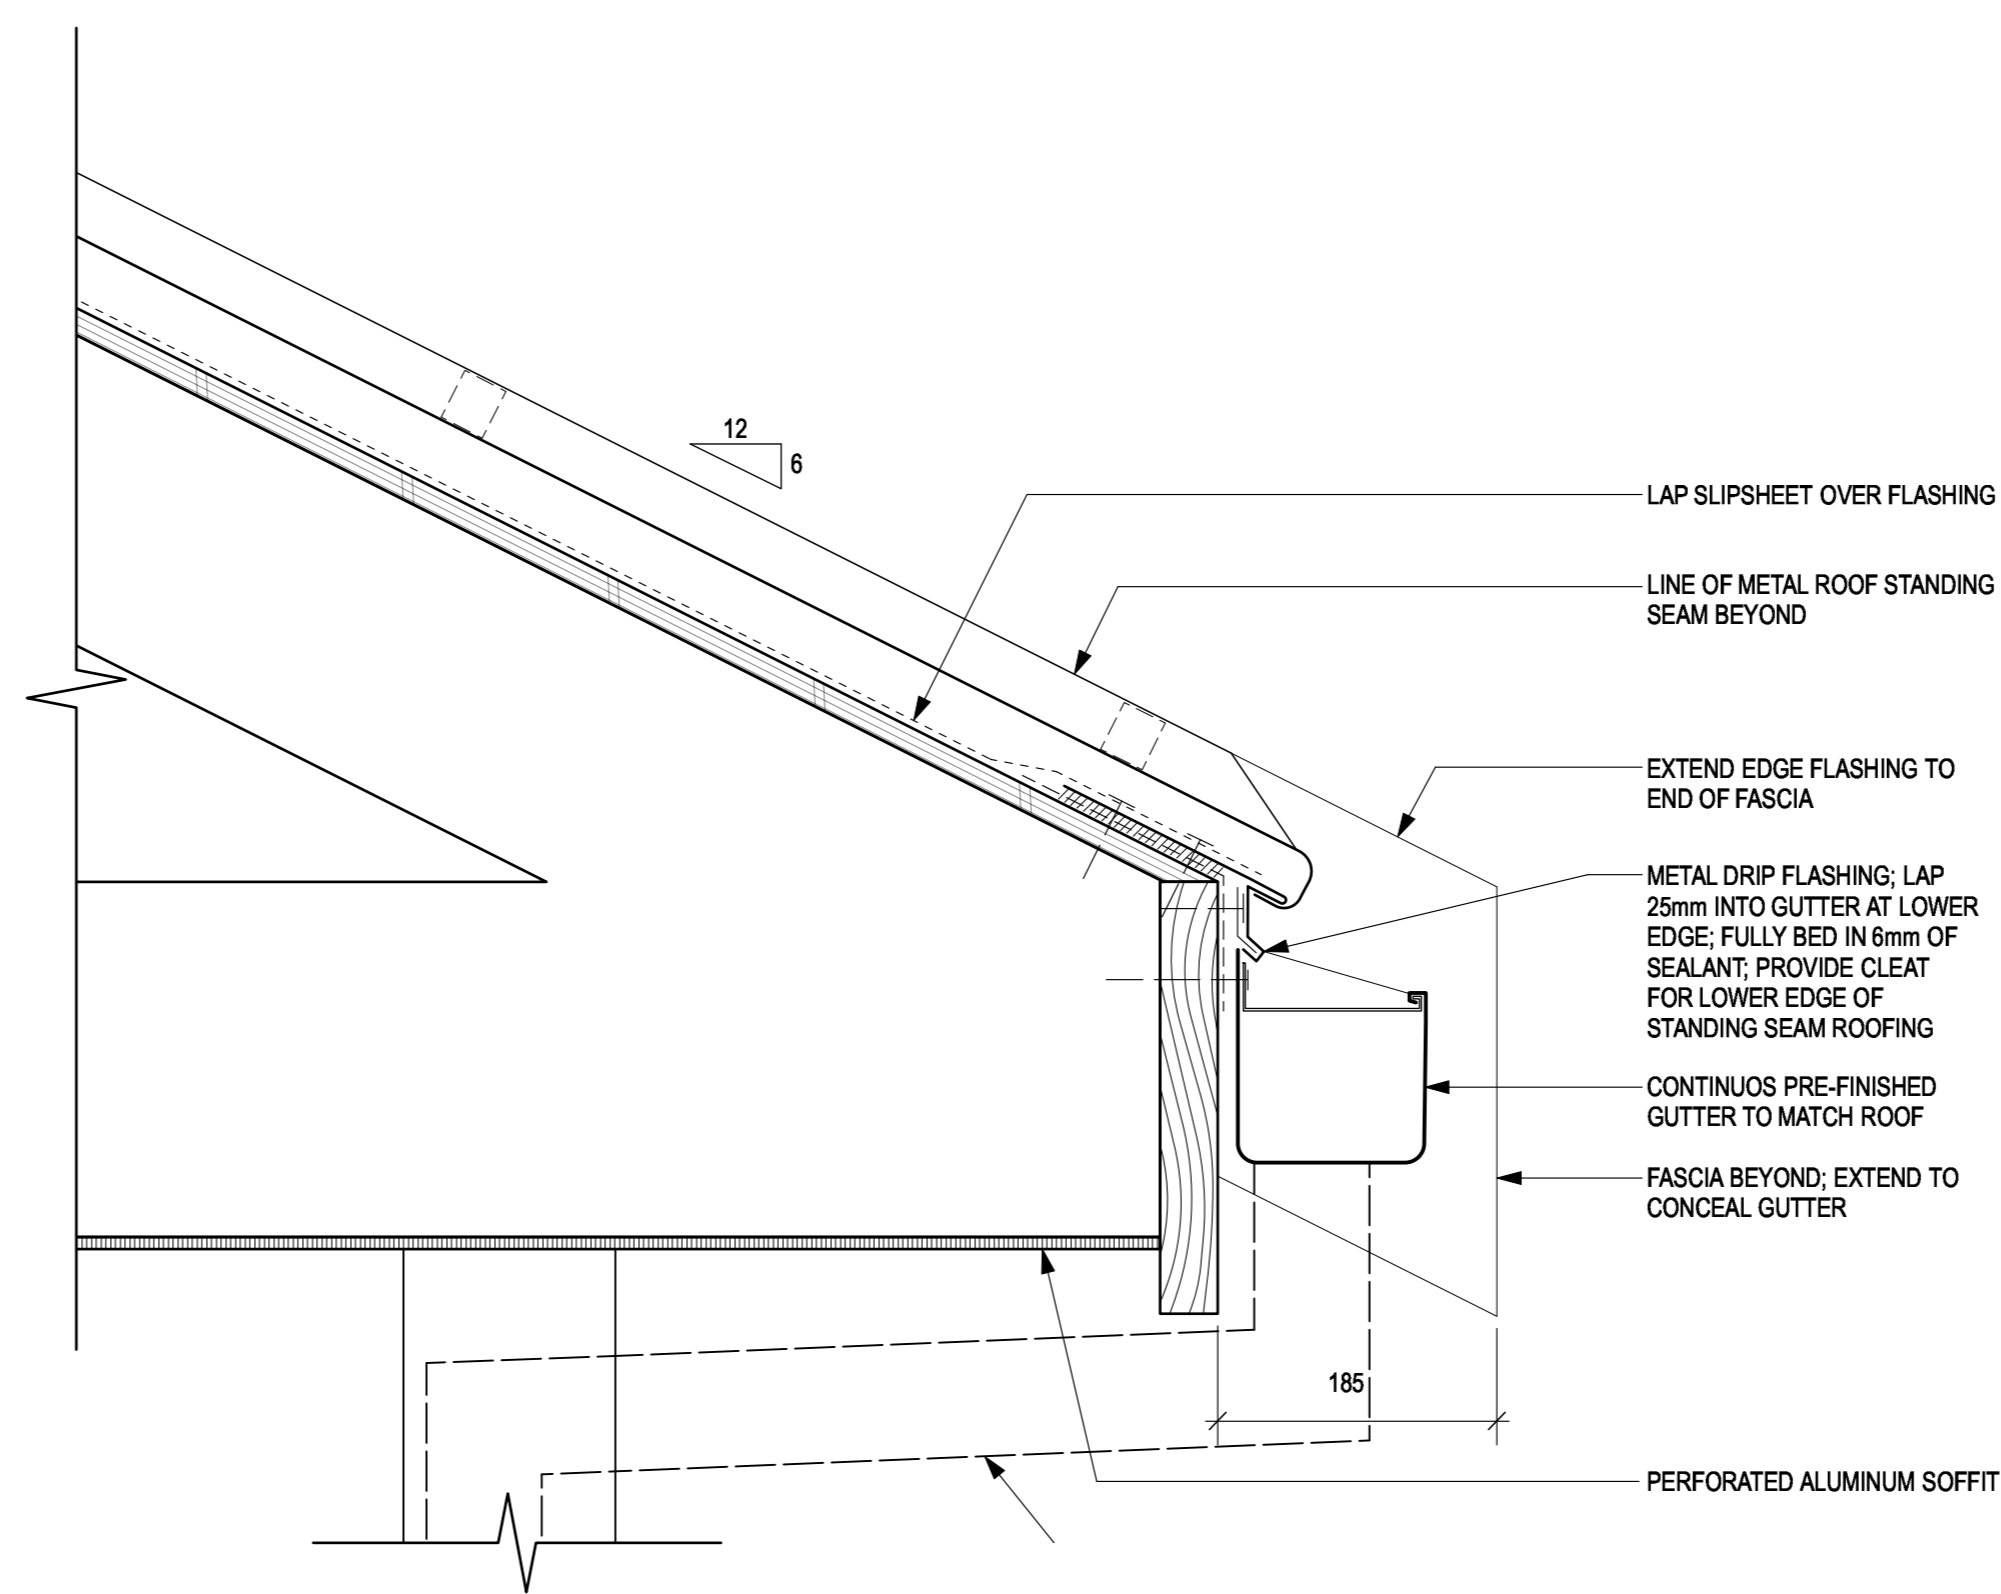 12
6
LAP SLIPSHEET OVER FLASHING
LINE OF METAL ROOF STANDING
SEAM BEYOND
EXTEND EDGE FLASHING TO
END OF FASCIA
METAL DRIP FLASHING; LAP
25mm INTO GUTTER AT LOWER
EDGE; FULLY BED IN 6mm OF
SEALANT; PROVIDE CLEAT
FOR LOWER EDGE OF
STANDING SEAM ROOFING
CONTINUOS PRE-FINISHED
GUTTER TO MATCH ROOF
FASCIA BEYOND; EXTEND TO
CONCEAL GUTTER
185
PERFORATED ALUMINUM SOFFIT